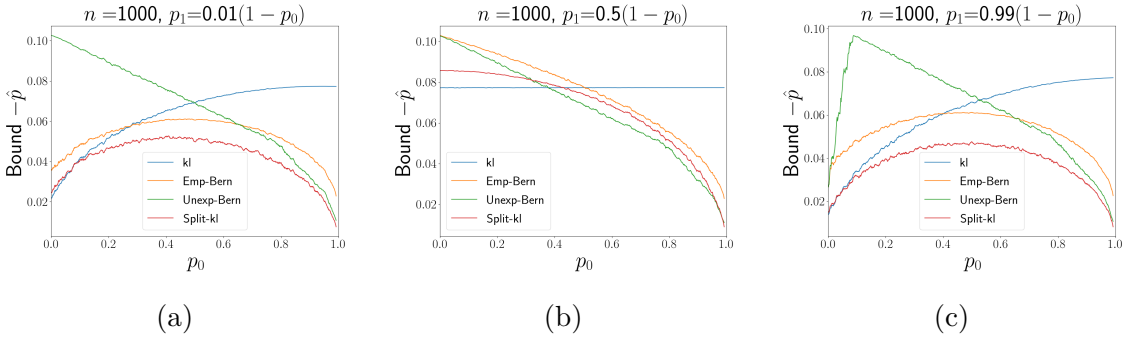 n = 1000, p₁=0.01(1 − p₀)
Bound −p̂
0.10
0.08
0.06
0.04
0.02
kl
Emp-Bern
Unexp-Bern
Split-kl
0.0 0.2 0.4 0.6 0.8 1.0
p₀
(a)
n = 1000, p₁=0.5(1 − p₀)
Bound −p̂
0.10
0.08
0.06
0.04
0.02
kl
Emp-Bern
Unexp-Bern
Split-kl
0.0 0.2 0.4 0.6 0.8 1.0
p₀
(b)
n = 1000, p₁=0.99(1 − p₀)
Bound −p̂
0.10
0.08
0.06
0.04
0.02
kl
Emp-Bern
Unexp-Bern
Split-kl
0.0 0.2 0.4 0.6 0.8 1.0
p₀
(c)